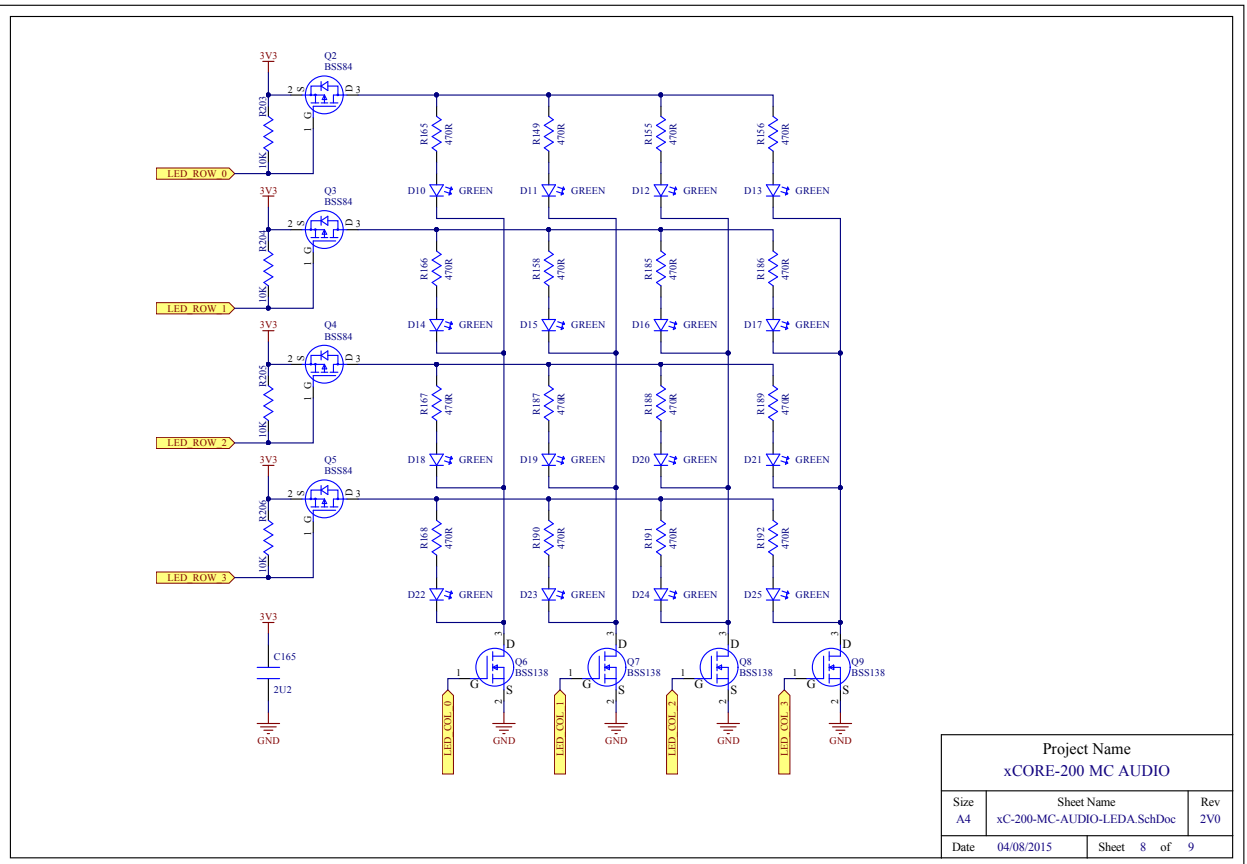 3V3
Q2
BSS84
2 S
D 3
G
1
R203
10K
LED_ROW_0
R165
470R
R149
470R
R155
470R
R156
470R
D10 GREEN
D11 GREEN
D12 GREEN
D13 GREEN
3V3
Q3
BSS84
2 S
D 3
G
1
R204
10K
LED_ROW_1
R166
470R
R158
470R
R185
470R
R186
470R
D14 GREEN
D15 GREEN
D16 GREEN
D17 GREEN
3V3
Q4
BSS84
2 S
D 3
G
1
R205
10K
LED_ROW_2
R167
470R
R187
470R
R188
470R
R189
470R
D18 GREEN
D19 GREEN
D20 GREEN
D21 GREEN
3V3
Q5
BSS84
2 S
D 3
G
1
R206
10K
LED_ROW_3
R168
470R
R190
470R
R191
470R
R192
470R
D22 GREEN
D23 GREEN
D24 GREEN
D25 GREEN
3V3
C165
2U2
GND
3
D
Q6
BSS138
1
G
S
2
LED_COL_0
GND
3
D
Q7
BSS138
1
G
S
2
LED_COL_1
GND
3
D
Q8
BSS138
1
G
S
2
LED_COL_2
GND
3
D
Q9
BSS138
1
G
S
2
LED_COL_3
GND
Project Name
xCORE-200 MC AUDIO
Size
A4
Sheet Name
xC-200-MC-AUDIO-LEDA.SchDoc
Rev
2V0
Date 04/08/2015
Sheet 8 of 9